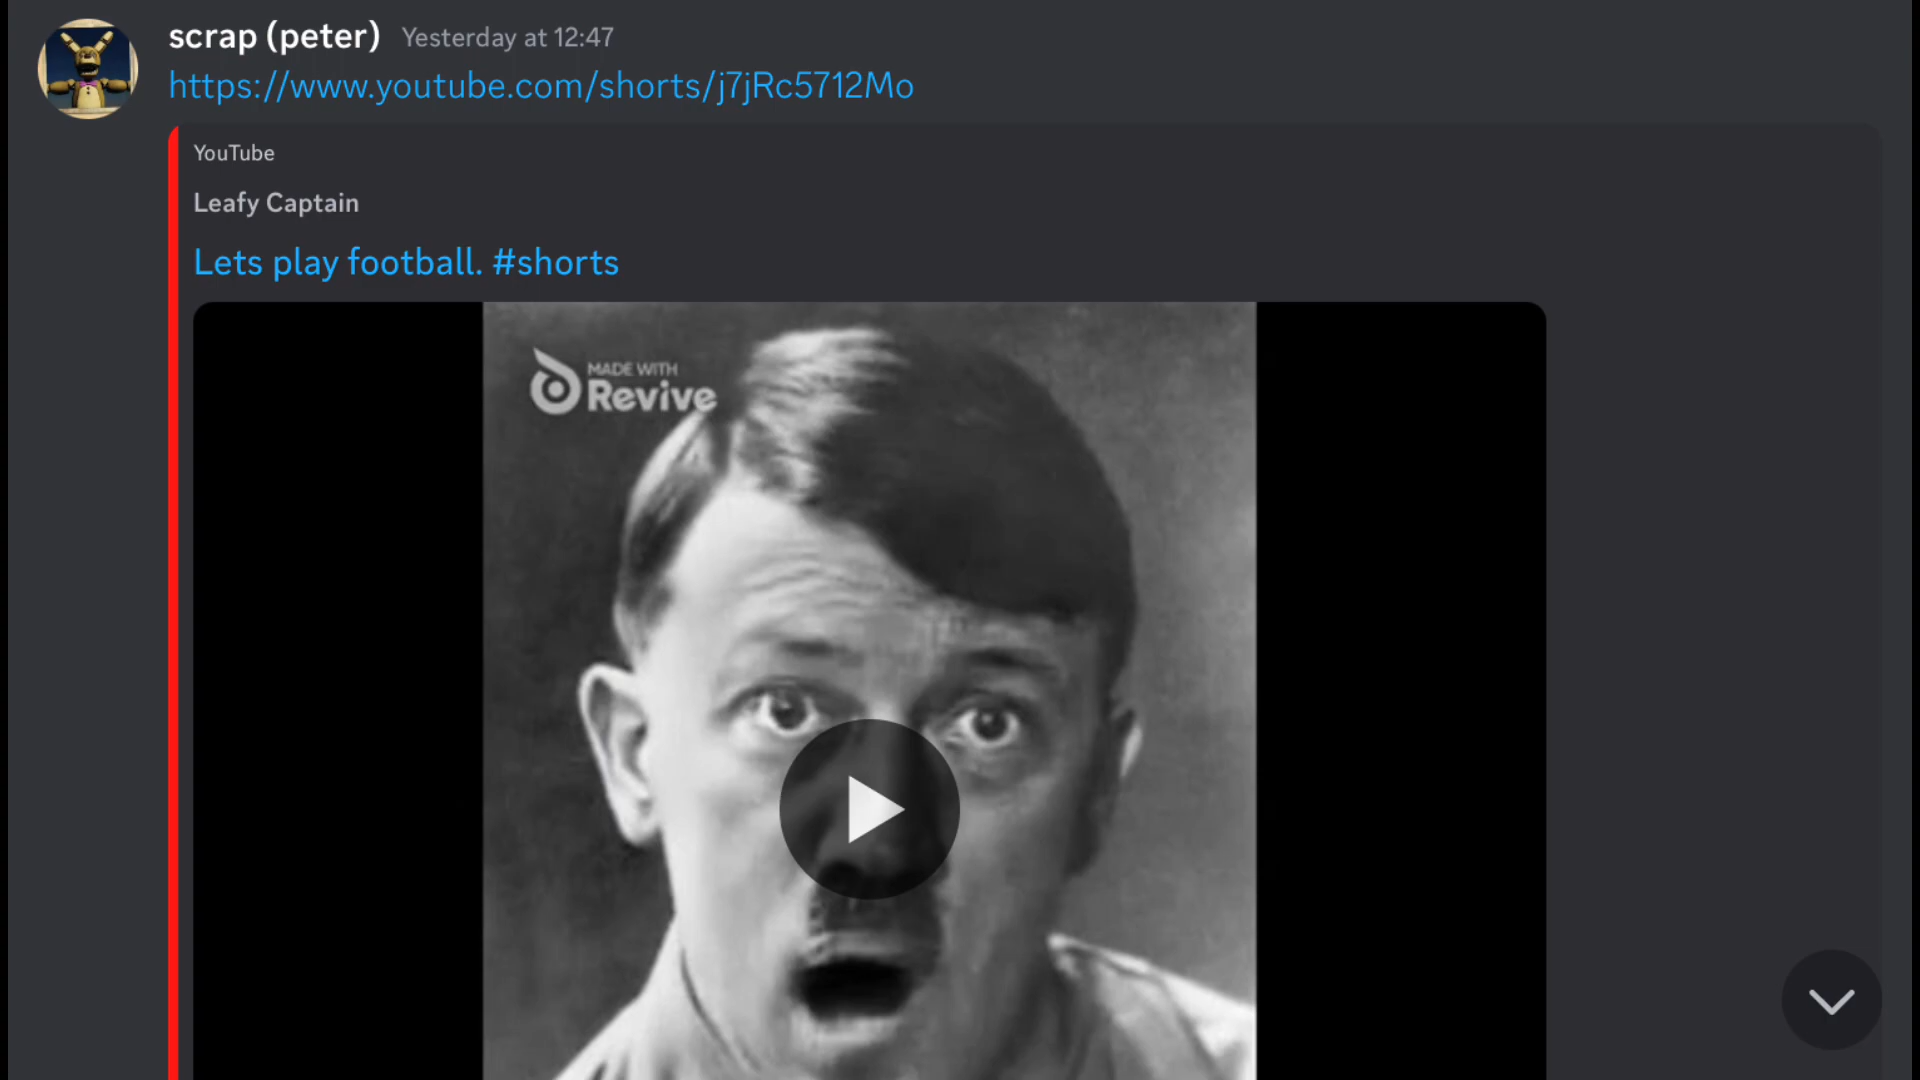 scrap (peter) Yesterday at 12:47
https://www.youtube.com/shorts/j7jRc5712Mo
YouTube
Leafy Captain
Lets play football. #shorts
MADE WITH
Revive